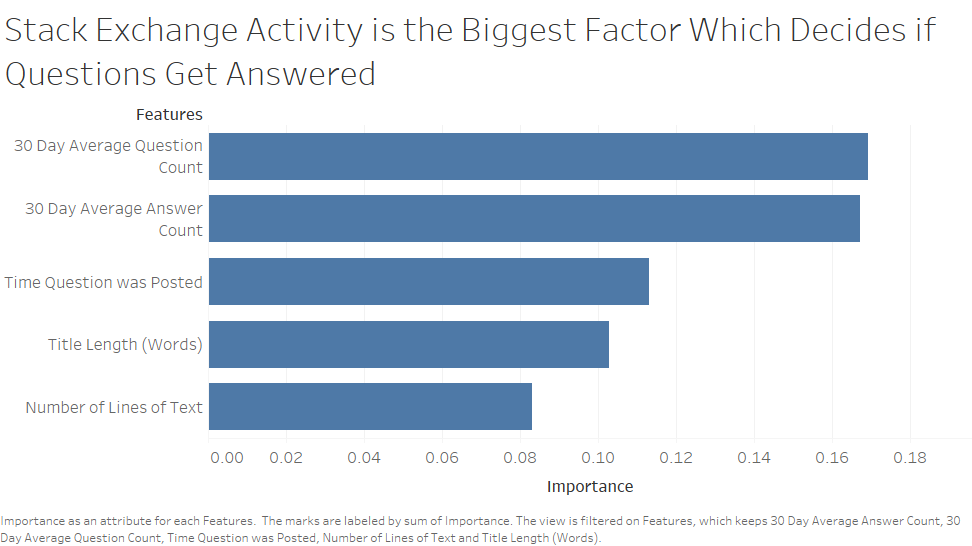 Stack Exchange Activity is the Biggest Factor Which Decides if
Questions Get Answered
Features
30 Day Average Question
Count
30 Day Average Answer
Count
Time Question was Posted
Title Length (Words)
Number of Lines of Text
0.00 0.02 0.04 0.06 0.08 0.10 0.12 0.14 0.16 0.18
Importance
Importance as an attribute for each Features. The marks are labeled by sum of Importance. The view is filtered on Features, which keeps 30 Day Average Answer Count, 30
Day Average Question Count, Time Question was Posted, Number of Lines of Text and Title Length (Words).